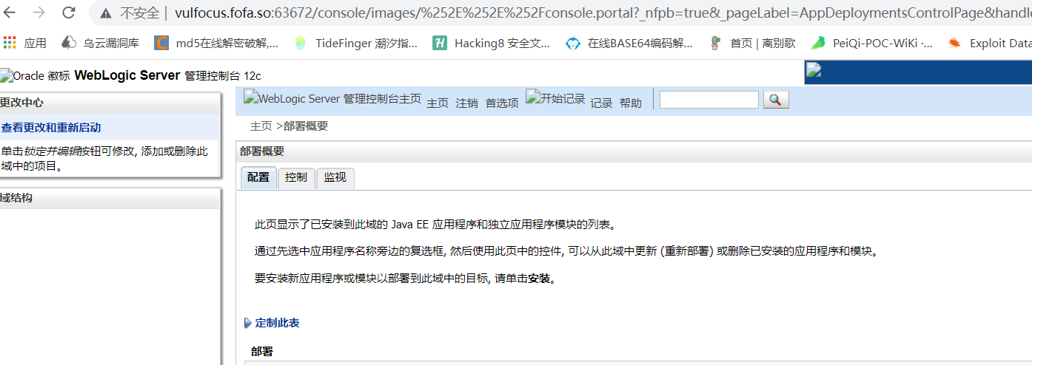 不安全 | vulfocus.fofa.so:63672/console/images/%252E%252E%252Fconsole.portal?_nfpb=true&_pageLabel=AppDeploymentsControlPage&handle
应用 乌云漏洞库 md5在线解密破解,... TideFinger 潮汐指... Hacking8 安全文... 在线BASE64编码解... 首页 | 离别歌 PeiQi-POC-WiKi ·... Exploit Data
Oracle 徽标 WebLogic Server 管理控制台 12c
更改中心
查看更改和重新启动
单击锁定并编辑按钮可修改, 添加或删除此
域中的项目。
域结构
WebLogic Server 管理控制台主页 主页 注销 首选项 开始记录 记录 帮助
主页 >部署概要
部署概要
配置 控制 监视
此页显示了已安装到此域的 Java EE 应用程序和独立应用程序模块的列表。
通过先选中应用程序名称旁边的复选框, 然后使用此页中的控件, 可以从此域中更新 (重新部署) 或删除已安装的应用程序和模块。
要安装新应用程序或模块以部署到此域中的目标, 请单击安装。
定制此表
部署